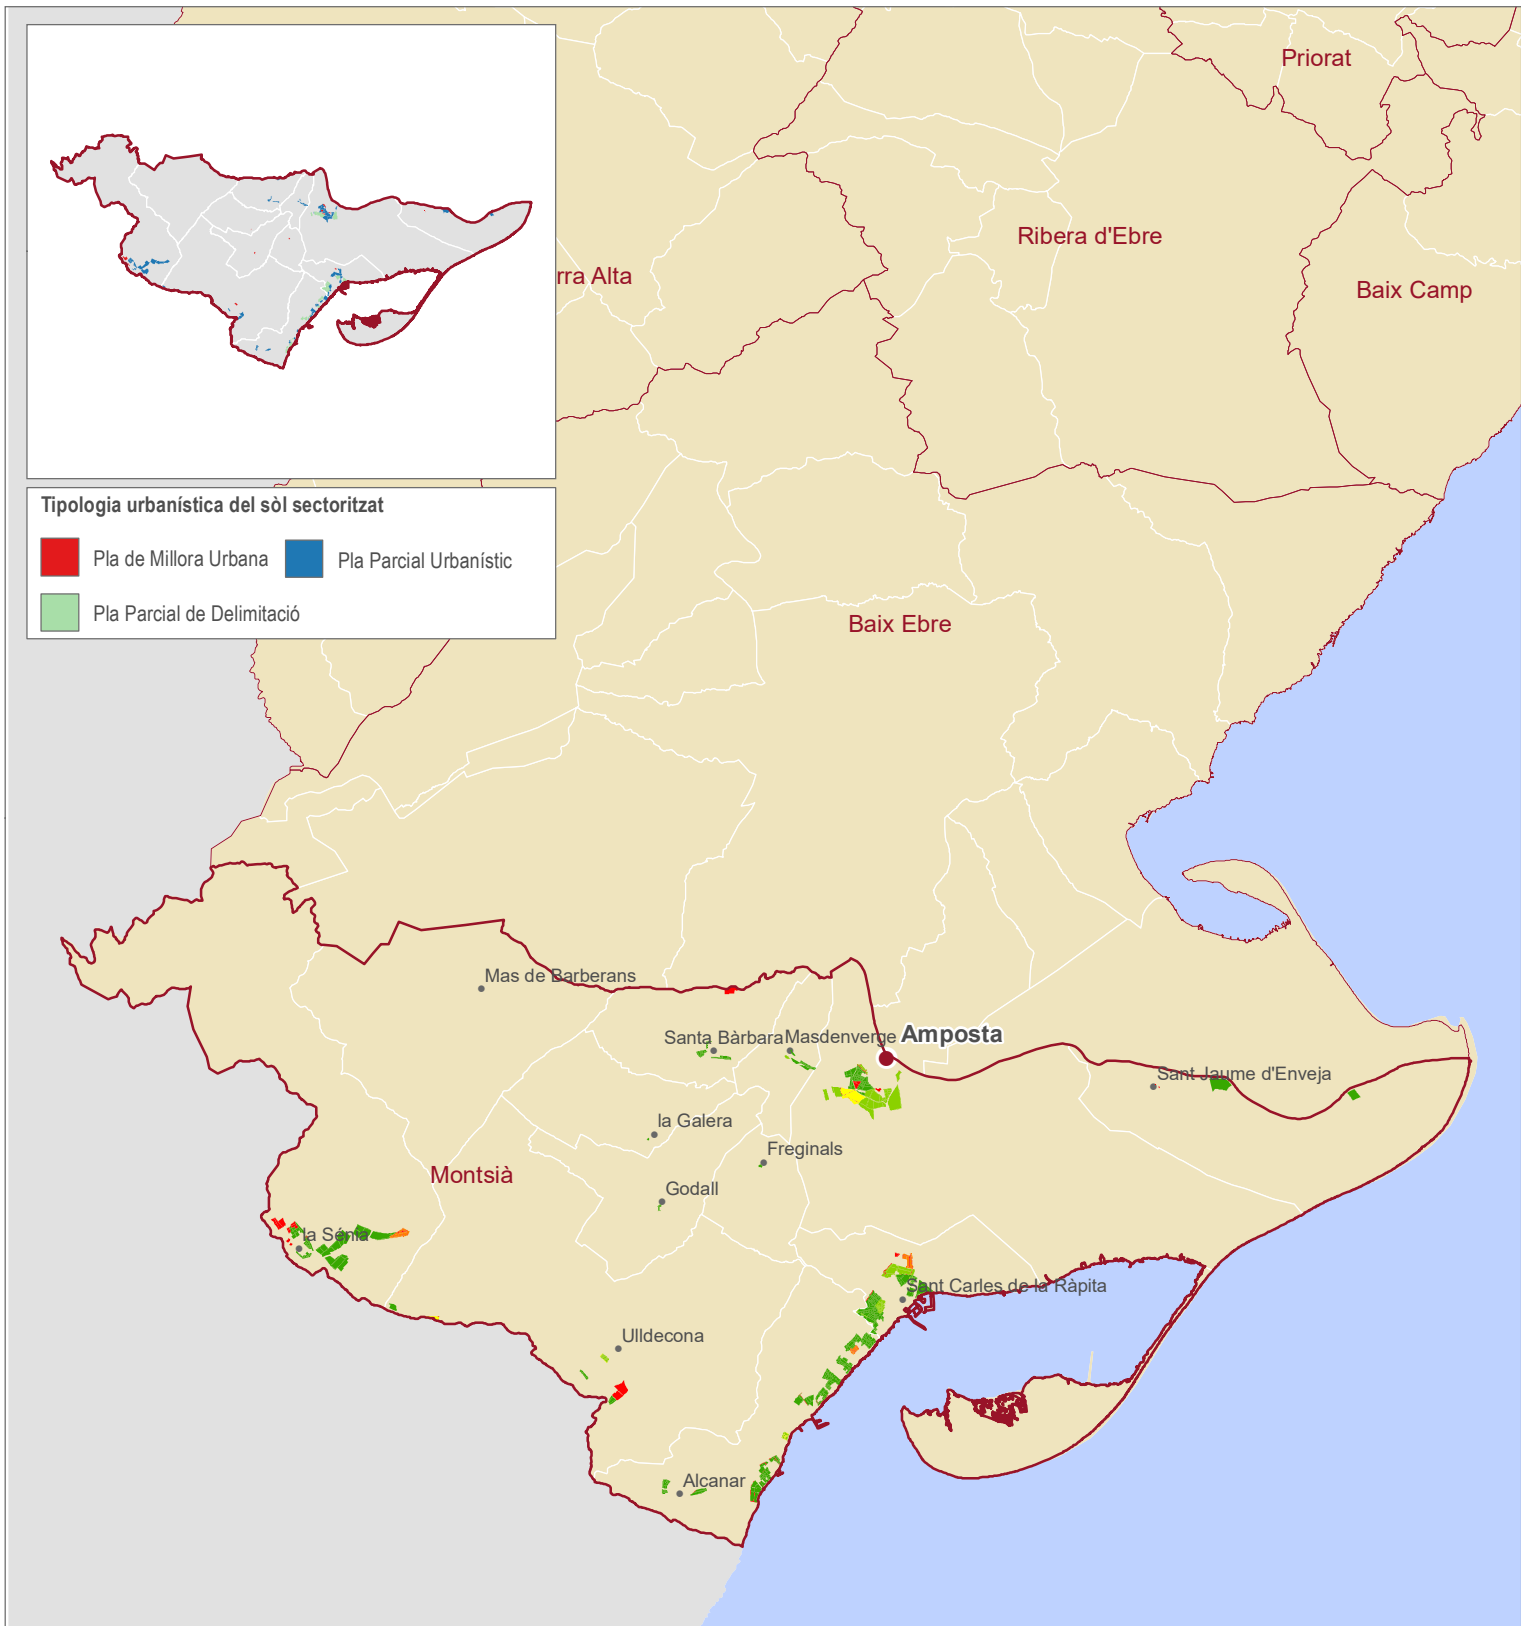 Priorat
Ribera d'Ebre
rra Alta
Baix Camp
Tipologia urbanística del sòl sectoritzat
Pla de Millora Urbana
Pla Parcial Urbanístic
Pla Parcial de Delimitació
Baix Ebre
Mas de Barberans
Santa Bàrbara
Masdenverge
Amposta
Sant Jaume d'Enveja
la Galera
Freginals
Montsià
Godall
la Sénia
Sant Carles de la Ràpita
Ulldecona
Alcanar